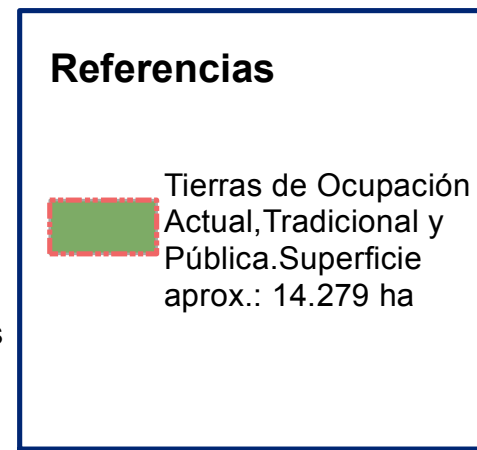 Referencias
Tierras de Ocupación
Actual,Tradicional y
Pública.Superficie
aprox.: 14.279 ha
s